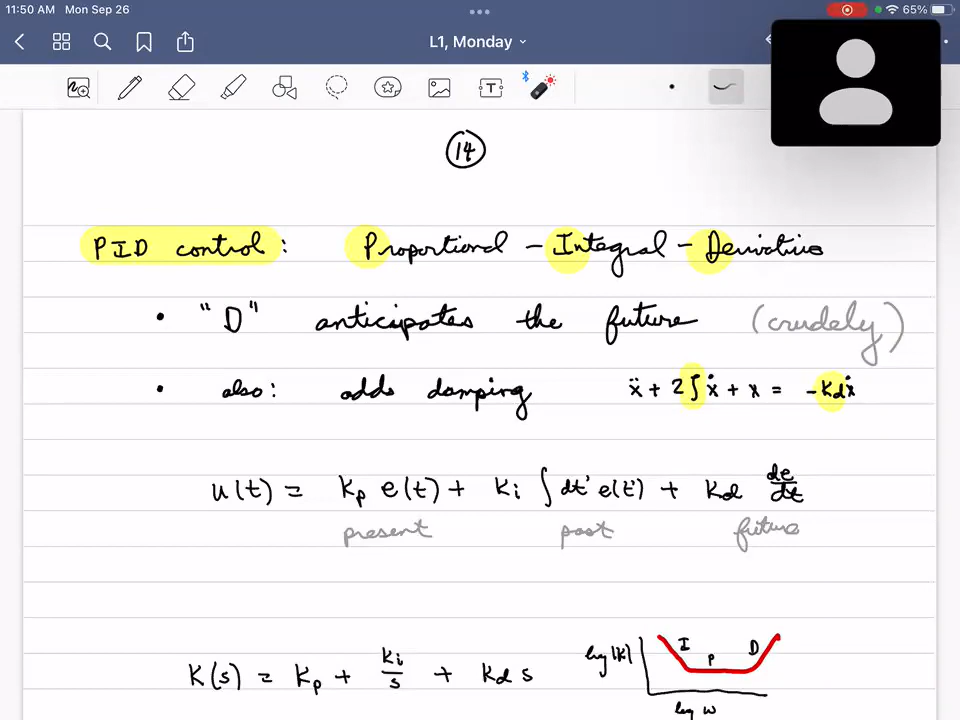 11:50 AM Mon Sep 26
65%
L1, Monday
T
14
PID control: Proportional - Integral - Derivative
• "D" anticipates the future (crudely)
• also: adds damping ẍ + 2ζẋ + x = -Kdẋ
u(t) = Kp e(t) + Ki ∫ dt' e(t') + Kd de/dt
present past future
K(s) = Kp + Ki/s + Kd s
log |K| I P D
log ω